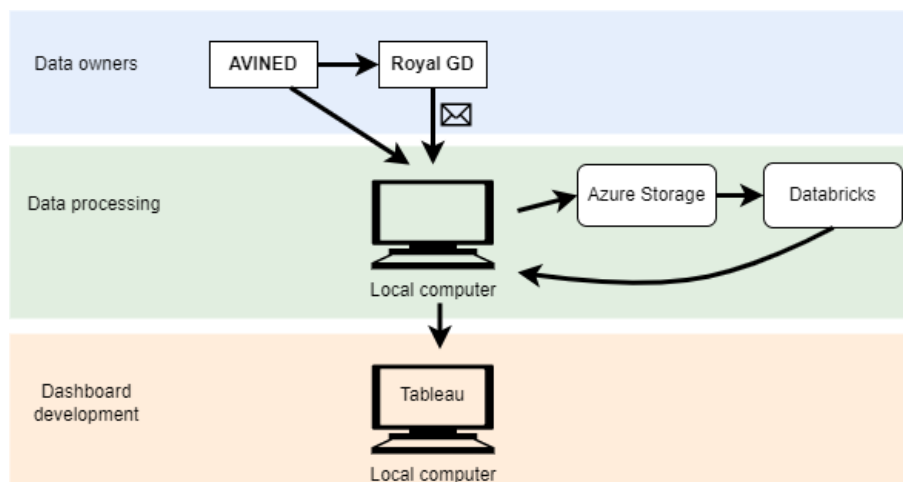 Data owners
AVINED
Royal GD
Data processing
Azure Storage
Databricks
Local computer
Dashboard
development
Tableau
Local computer